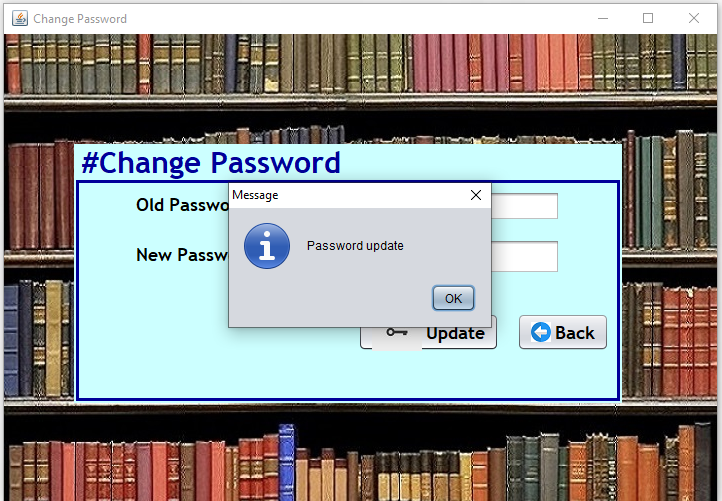 Change Password
#Change Password
Message
Old Passwo
Password update
New Passw
OK
Update
Back